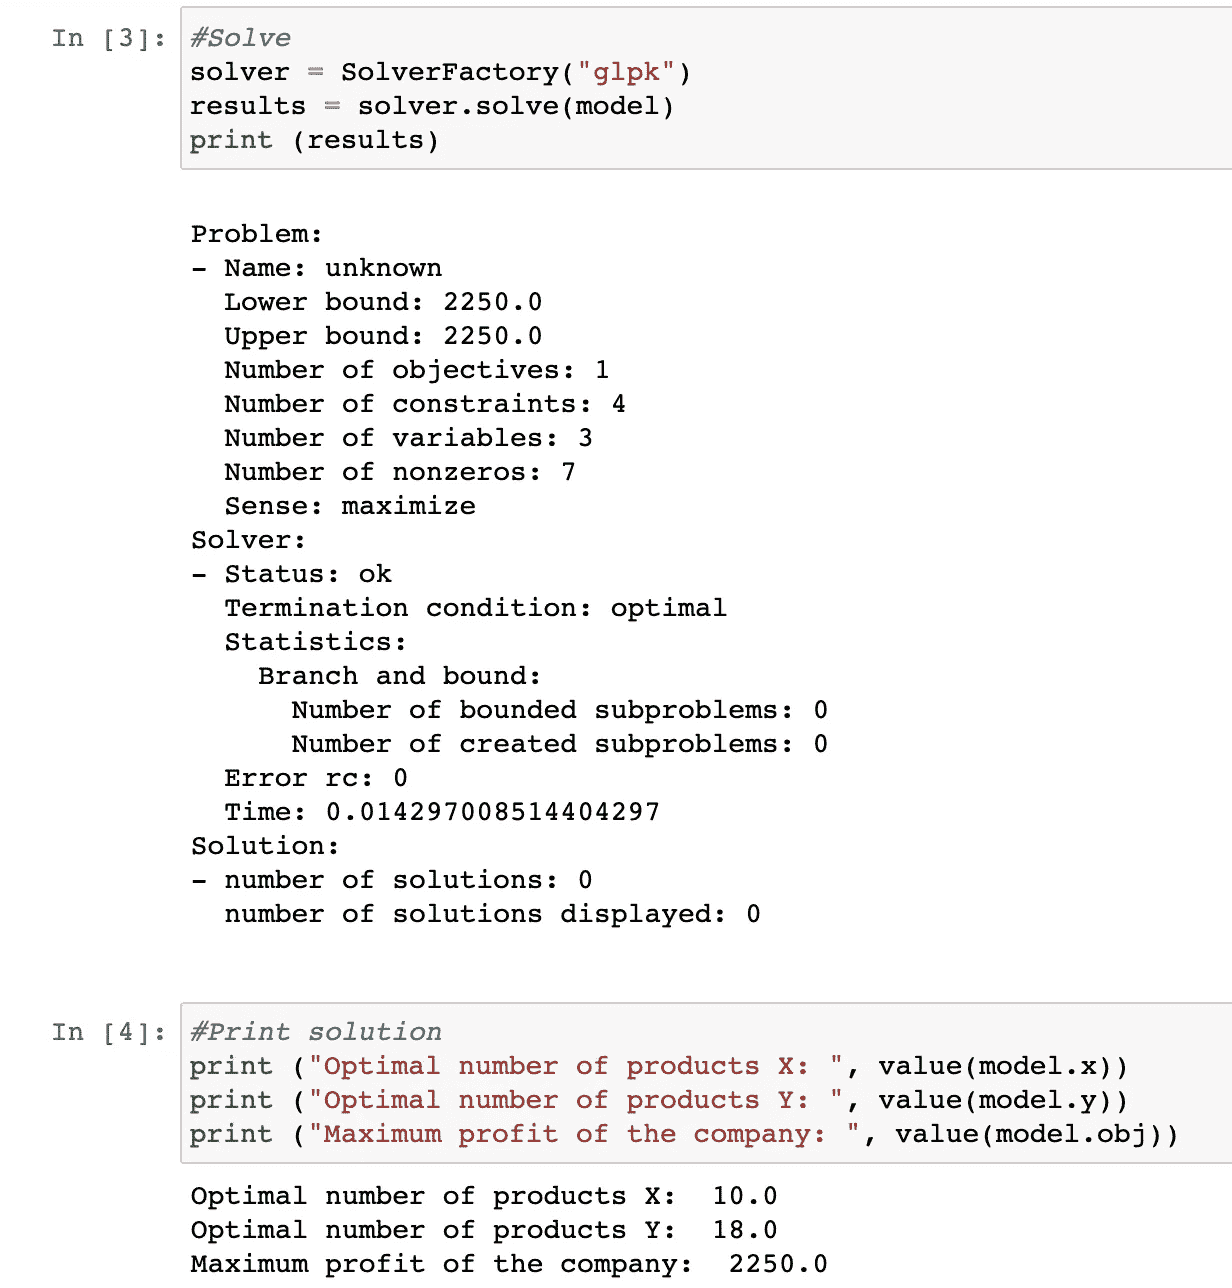 In [3]: #Solve
solver = SolverFactory("glpk")
results = solver.solve(model)
print (results)
Problem:
- Name: unknown
  Lower bound: 2250.0
  Upper bound: 2250.0
  Number of objectives: 1
  Number of constraints: 4
  Number of variables: 3
  Number of nonzeros: 7
  Sense: maximize
Solver:
- Status: ok
  Termination condition: optimal
  Statistics:
    Branch and bound:
      Number of bounded subproblems: 0
      Number of created subproblems: 0
  Error rc: 0
  Time: 0.014297008514404297
Solution:
- number of solutions: 0
  number of solutions displayed: 0
In [4]: #Print solution
print ("Optimal number of products X: ", value(model.x))
print ("Optimal number of products Y: ", value(model.y))
print ("Maximum profit of the company: ", value(model.obj))
Optimal number of products X:  10.0
Optimal number of products Y:  18.0
Maximum profit of the company:  2250.0